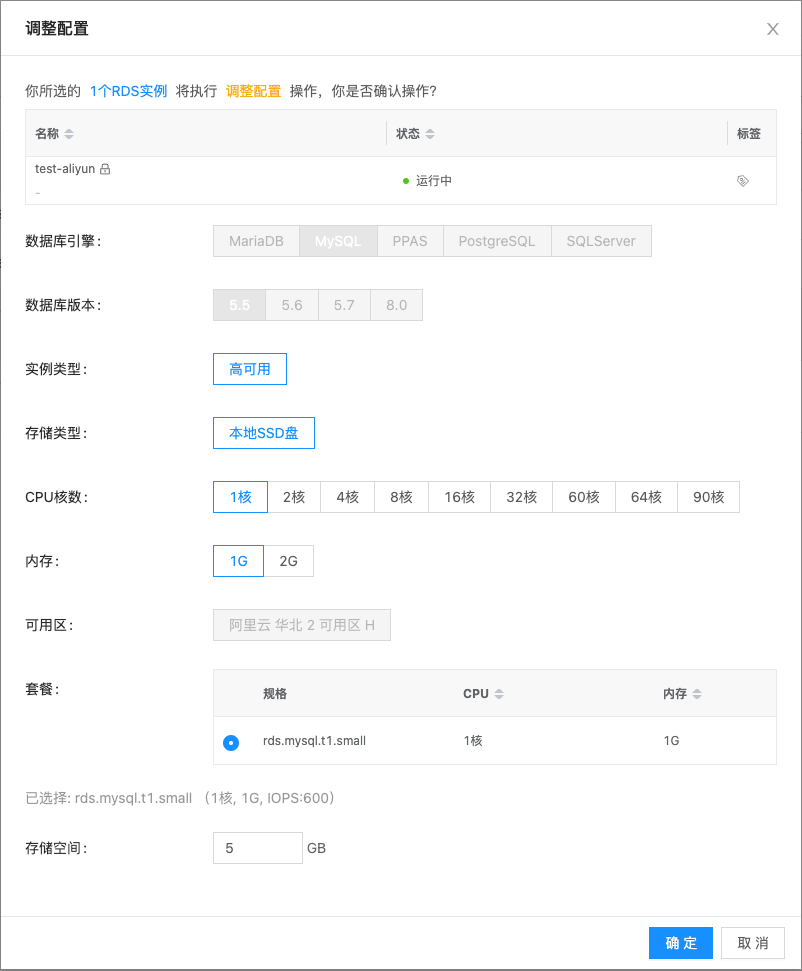 调整配置
你所选的 1个RDS实例 将执行 调整配置 操作，你是否确认操作?
名称 状态 标签
test-aliyun 运行中
-
数据库引擎： MariaDB MySQL PPAS PostgreSQL SQLServer
数据库版本： 5.5 5.6 5.7 8.0
实例类型： 高可用
存储类型： 本地SSD盘
CPU核数： 1核 2核 4核 8核 16核 32核 60核 64核 90核
内存： 1G 2G
可用区： 阿里云 华北 2 可用区 H
套餐： 规格 CPU 内存
rds.mysql.t1.small 1核 1G
已选择: rds.mysql.t1.small （1核, 1G, IOPS:600）
存储空间： 5 GB
确 定 取 消